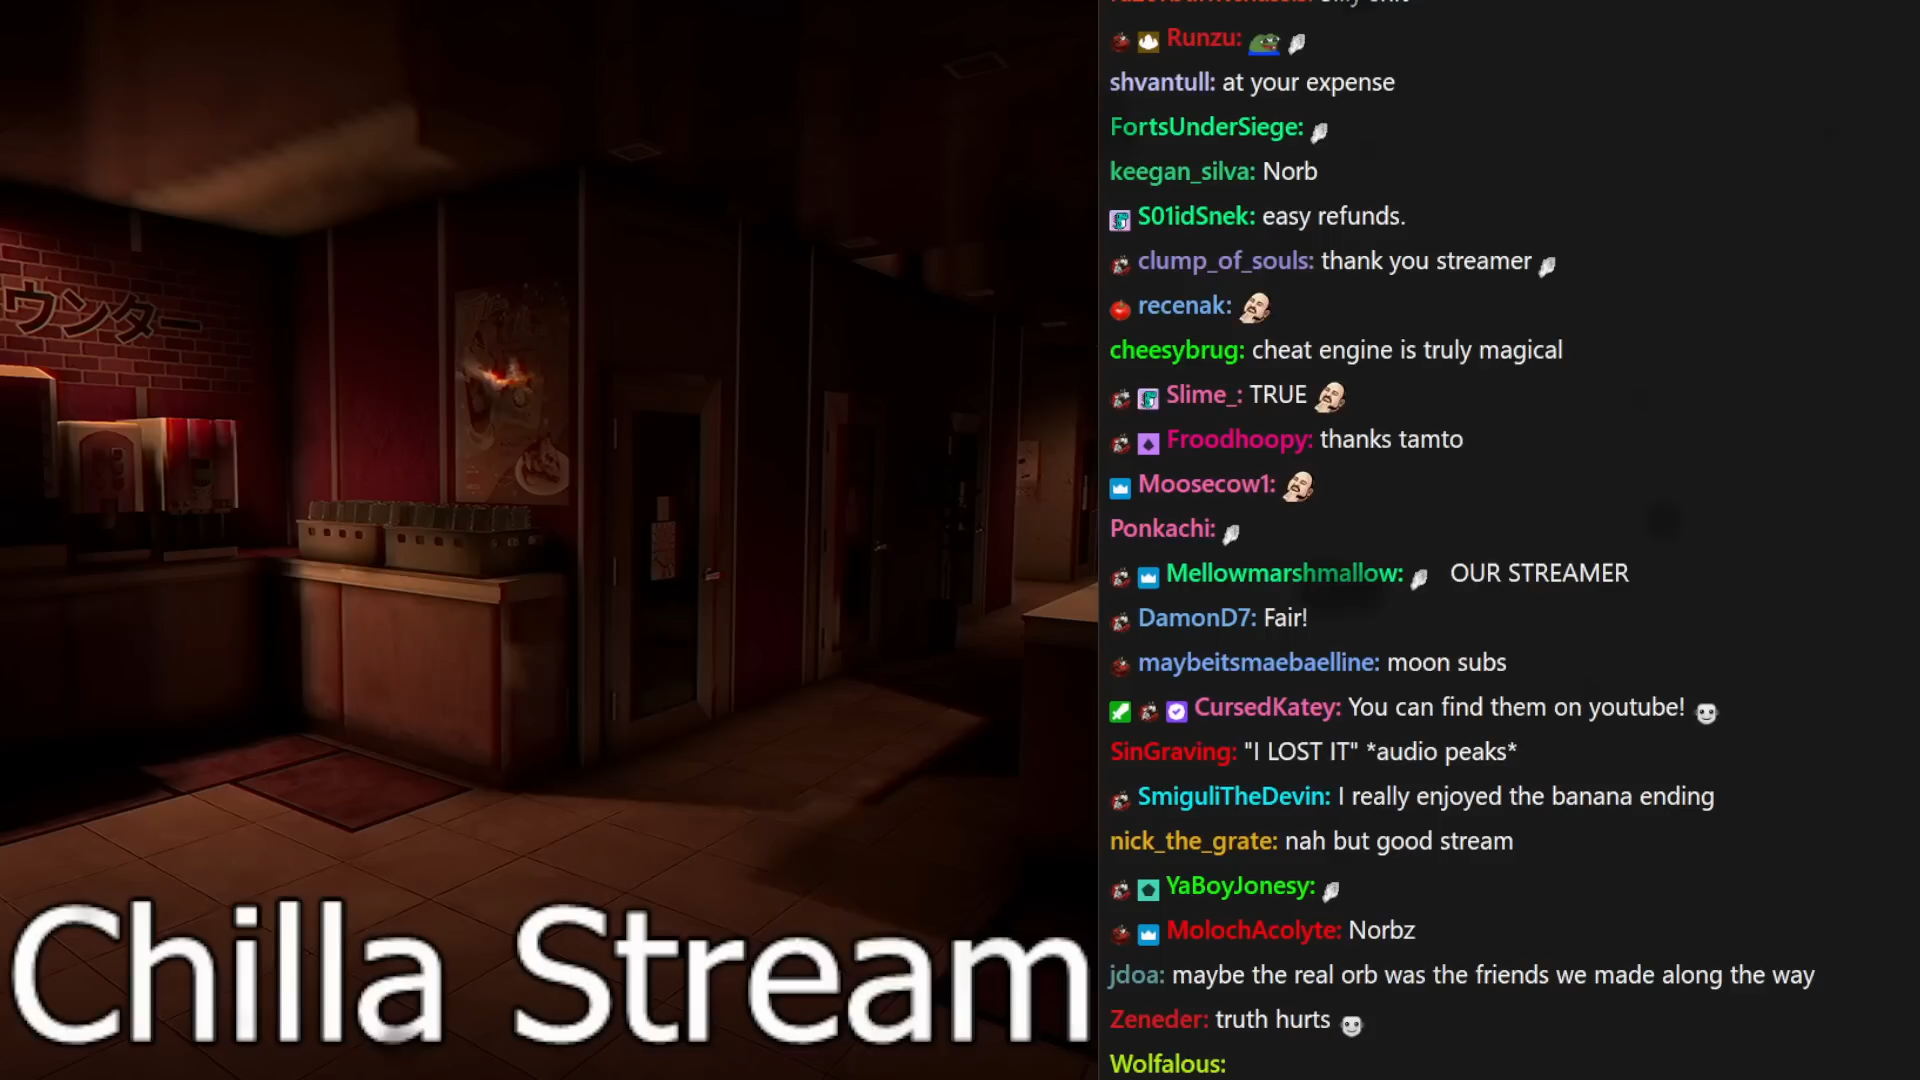 Runzu:
shvantull: at your expense
FortsUnderSiege:
keegan_silva: Norb
S01idSnek: easy refunds.
clump_of_souls: thank you streamer
recenak:
cheesybrug: cheat engine is truly magical
Slime_: TRUE
Froodhoopy: thanks tamto
Moosecow1:
Ponkachi:
Mellowmarshmallow: OUR STREAMER
DamonD7: Fair!
maybeitsmaebaelline: moon subs
CursedKatey: You can find them on youtube!
SinGraving: "I LOST IT" *audio peaks*
SmiguliTheDevin: I really enjoyed the banana ending
nick_the_grate: nah but good stream
YaBoyJonesy:
MolochAcolyte: Norbz
jdoa: maybe the real orb was the friends we made along the way
Zeneder: truth hurts
Wolfalous:
ウンター
Chilla Stream